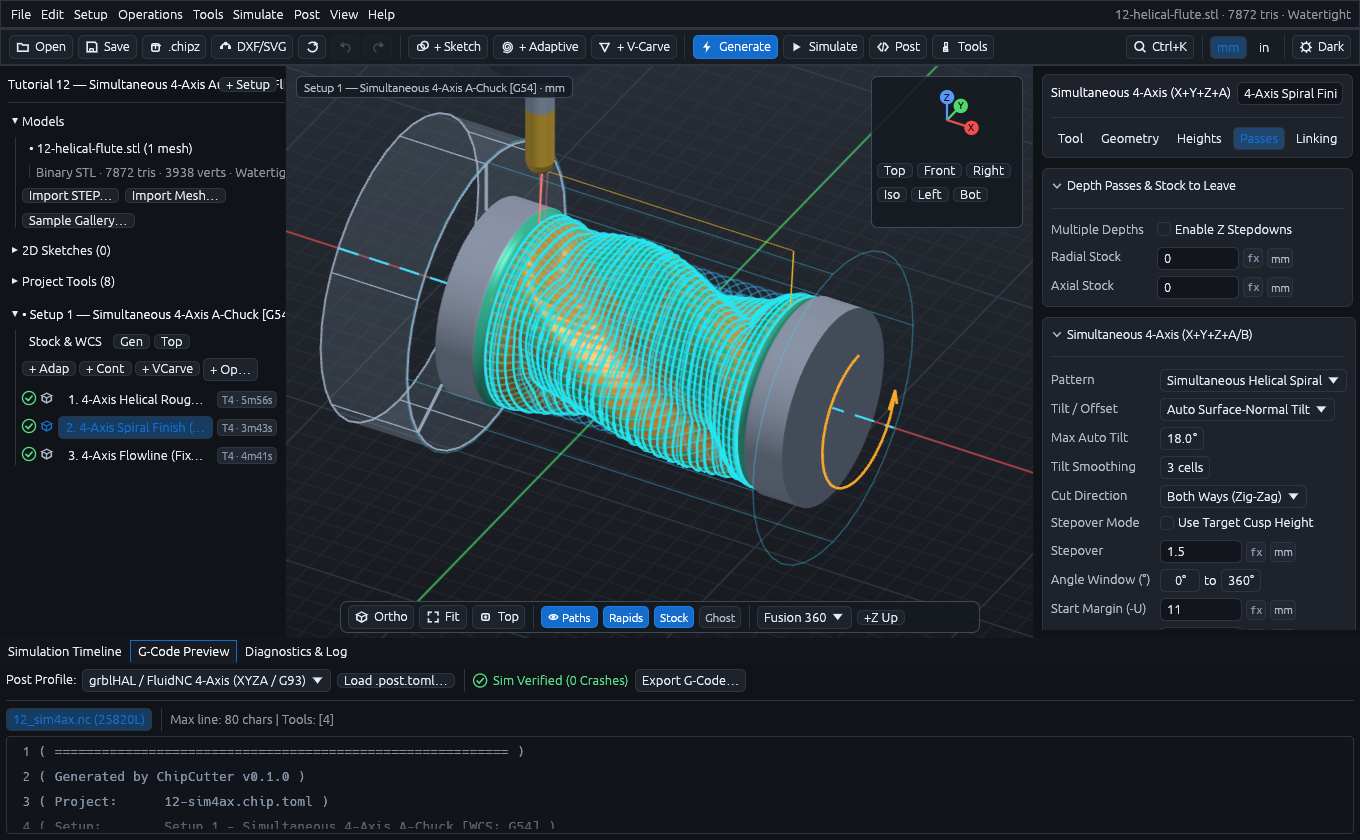 File Edit Setup Operations Tools Simulate Post View Help
12-helical-flute.stl · 7872 tris · Watertight
Open Save .chipz DXF/SVG + Sketch + Adaptive + V-Carve Generate Simulate Post Tools Ctrl+K mm in Dark
Tutorial 12 — Simultaneous 4-Axis
+ Setup
Models
• 12-helical-flute.stl (1 mesh)
Binary STL · 7872 tris · 3938 verts · Watertig
Import STEP… Import Mesh…
Sample Gallery…
2D Sketches (0)
Project Tools (8)
• Setup 1 — Simultaneous 4-Axis A-Chuck [G54
Stock & WCS Gen Top
+ Adap + Cont + VCarve + Op…
1. 4-Axis Helical Roug… T4 · 5m56s
2. 4-Axis Spiral Finish (… T4 · 3m43s
3. 4-Axis Flowline (Fix… T4 · 4m41s
Setup 1 — Simultaneous 4-Axis A-Chuck [G54] · mm
Z
Y
X
Top Front Right
Iso Left Bot
Ortho Fit Top Paths Rapids Stock Ghost Fusion 360 +Z Up
Simultaneous 4-Axis (X+Y+Z+A) 4-Axis Spiral Fini
Tool Geometry Heights Passes Linking
Depth Passes & Stock to Leave
Multiple Depths Enable Z Stepdowns
Radial Stock 0 fx mm
Axial Stock 0 fx mm
Simultaneous 4-Axis (X+Y+Z+A/B)
Pattern Simultaneous Helical Spiral
Tilt / Offset Auto Surface-Normal Tilt
Max Auto Tilt 18.0°
Tilt Smoothing 3 cells
Cut Direction Both Ways (Zig-Zag)
Stepover Mode Use Target Cusp Height
Stepover 1.5 fx mm
Angle Window (°) 0° to 360°
Start Margin (-U) 11 fx mm
Simulation Timeline G-Code Preview Diagnostics & Log
Post Profile: grblHAL / FluidNC 4-Axis (XYZA / G93) Load .post.toml… Sim Verified (0 Crashes) Export G-Code…
12_sim4ax.nc (25820L) Max line: 80 chars | Tools: [4]
1 ( ========================================================== )
2 ( Generated by ChipCutter v0.1.0 )
3 ( Project: 12-sim4ax.chip.toml )
4 ( Setup: Setup 1 - Simultaneous 4-Axis A-Chuck [WCS: G54] )